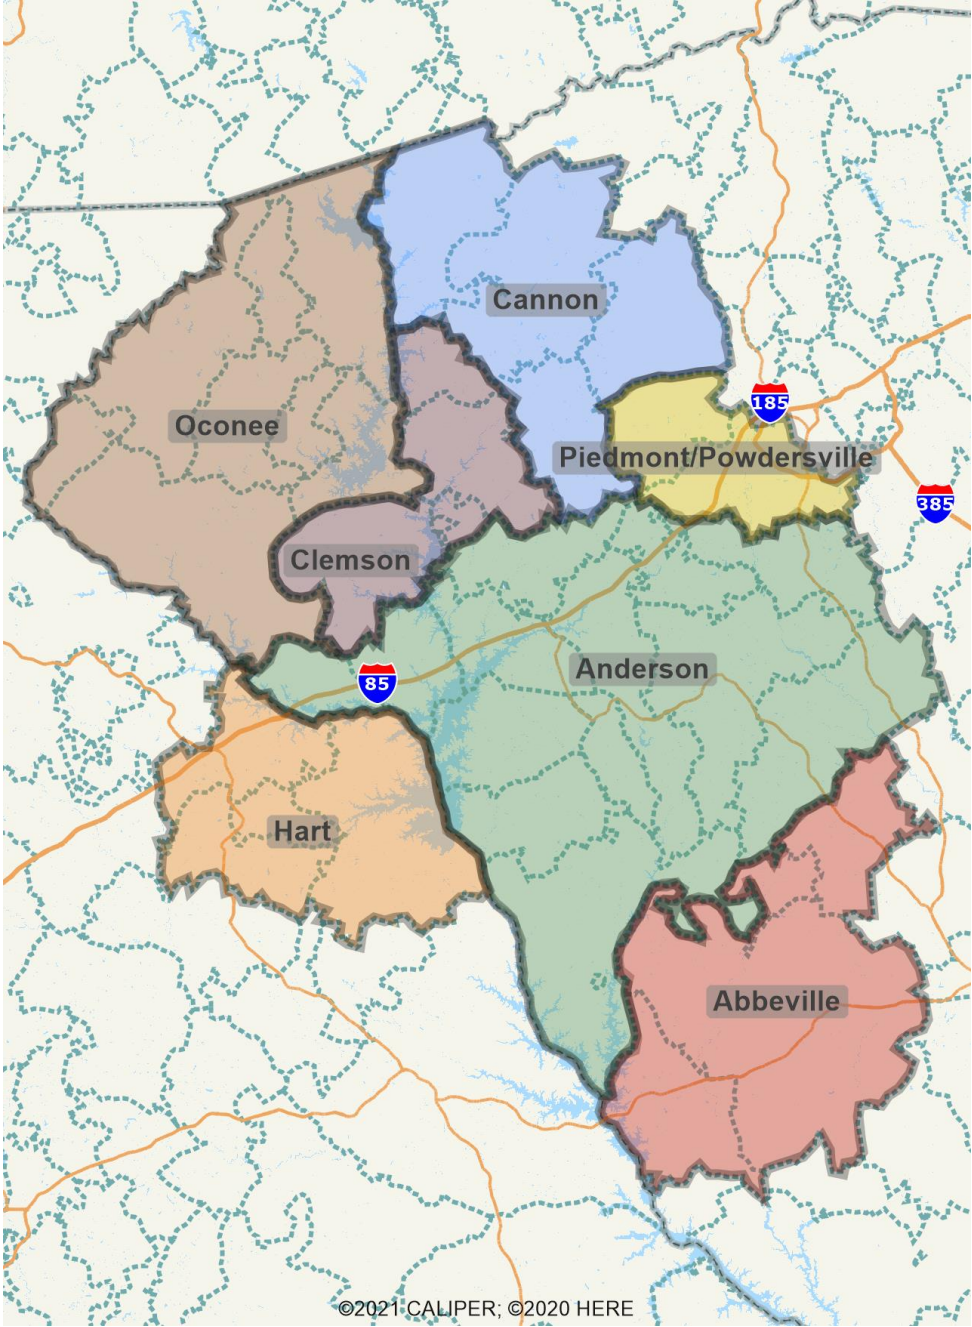 Cannon
185
Oconee
Piedmont/Powdersville
385
Clemson
Anderson
85
Hart
Abbeville
©2021 CALIPER; ©2020 HERE